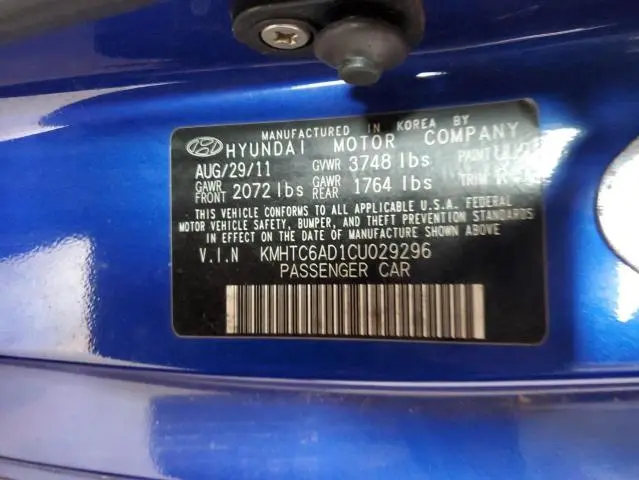 MANUFACTURED IN KOREA BY
HYUNDAI MOTOR COMPANY
AUG/29/11 GVWR 3748 lbs PAINT
GAWR FRONT 2072 lbs GAWR REAR 1764 lbs TRIM
THIS VEHICLE CONFORMS TO ALL APPLICABLE U.S.A. FEDERAL
MOTOR VEHICLE SAFETY, BUMPER, AND THEFT PREVENTION STANDARDS
IN EFFECT ON THE DATE OF MANUFACTURE SHOWN ABOVE
V.I.N KMHTC6AD1CU029296
PASSENGER CAR